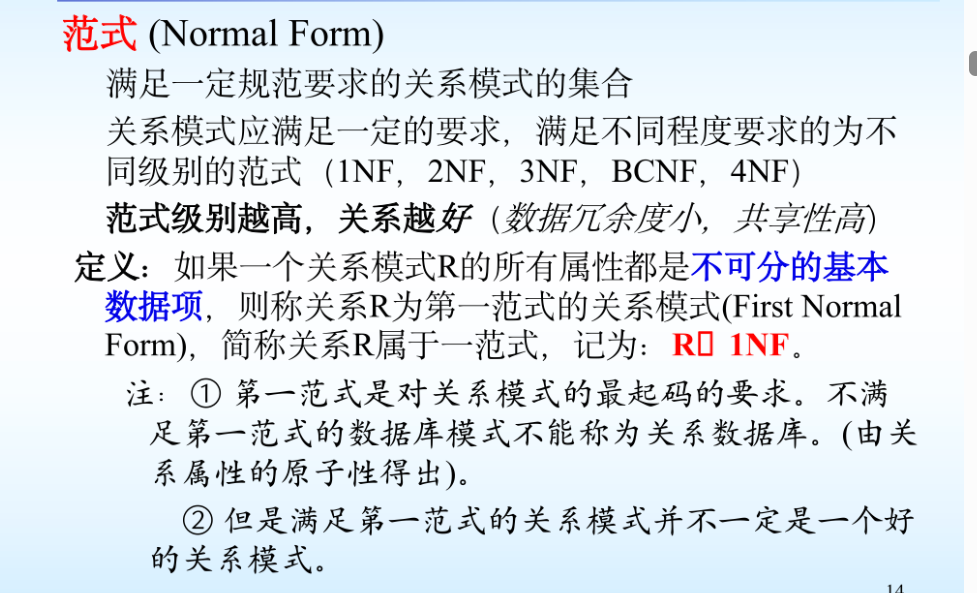 范式 (Normal Form)
满足一定规范要求的关系模式的集合
关系模式应满足一定的要求，满足不同程度要求的为不
同级别的范式（1NF，2NF，3NF，BCNF，4NF）
范式级别越高，关系越好（数据冗余度小，共享性高）
定义：如果一个关系模式R的所有属性都是不可分的基本
数据项，则称关系R为第一范式的关系模式(First Normal
Form)，简称关系R属于一范式，记为：R▯ 1NF。
注：① 第一范式是对关系模式的最起码的要求。不满
足第一范式的数据库模式不能称为关系数据库。(由关
系属性的原子性得出)。
② 但是满足第一范式的关系模式并不一定是一个好
的关系模式。
14